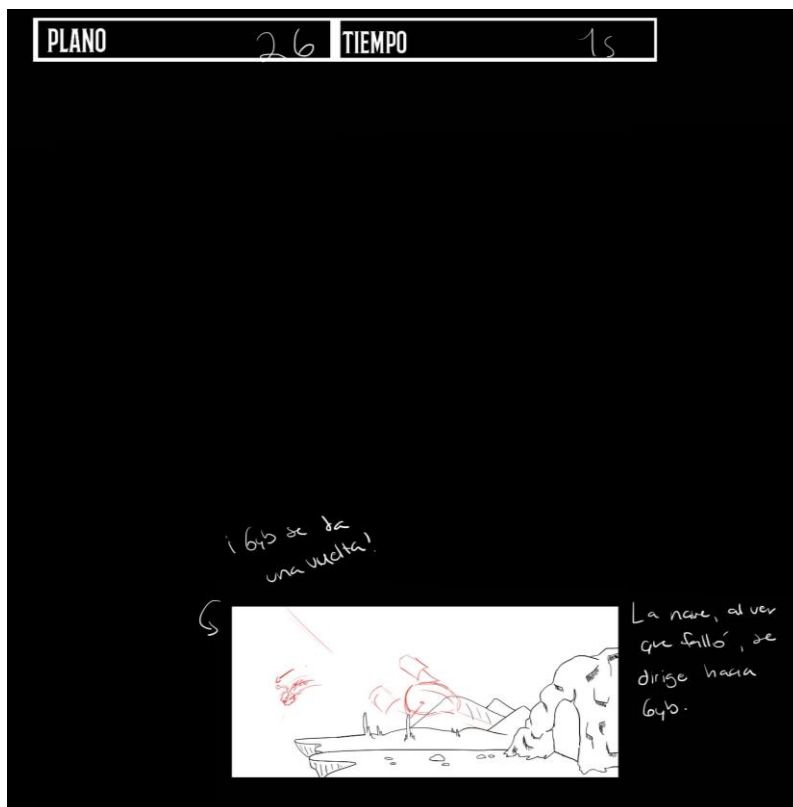 PLANO 26 TIEMPO 1s
¡Gyb se da
una vuelta!
La nave, al ver
que falló, se
dirige hacia
Gyb.